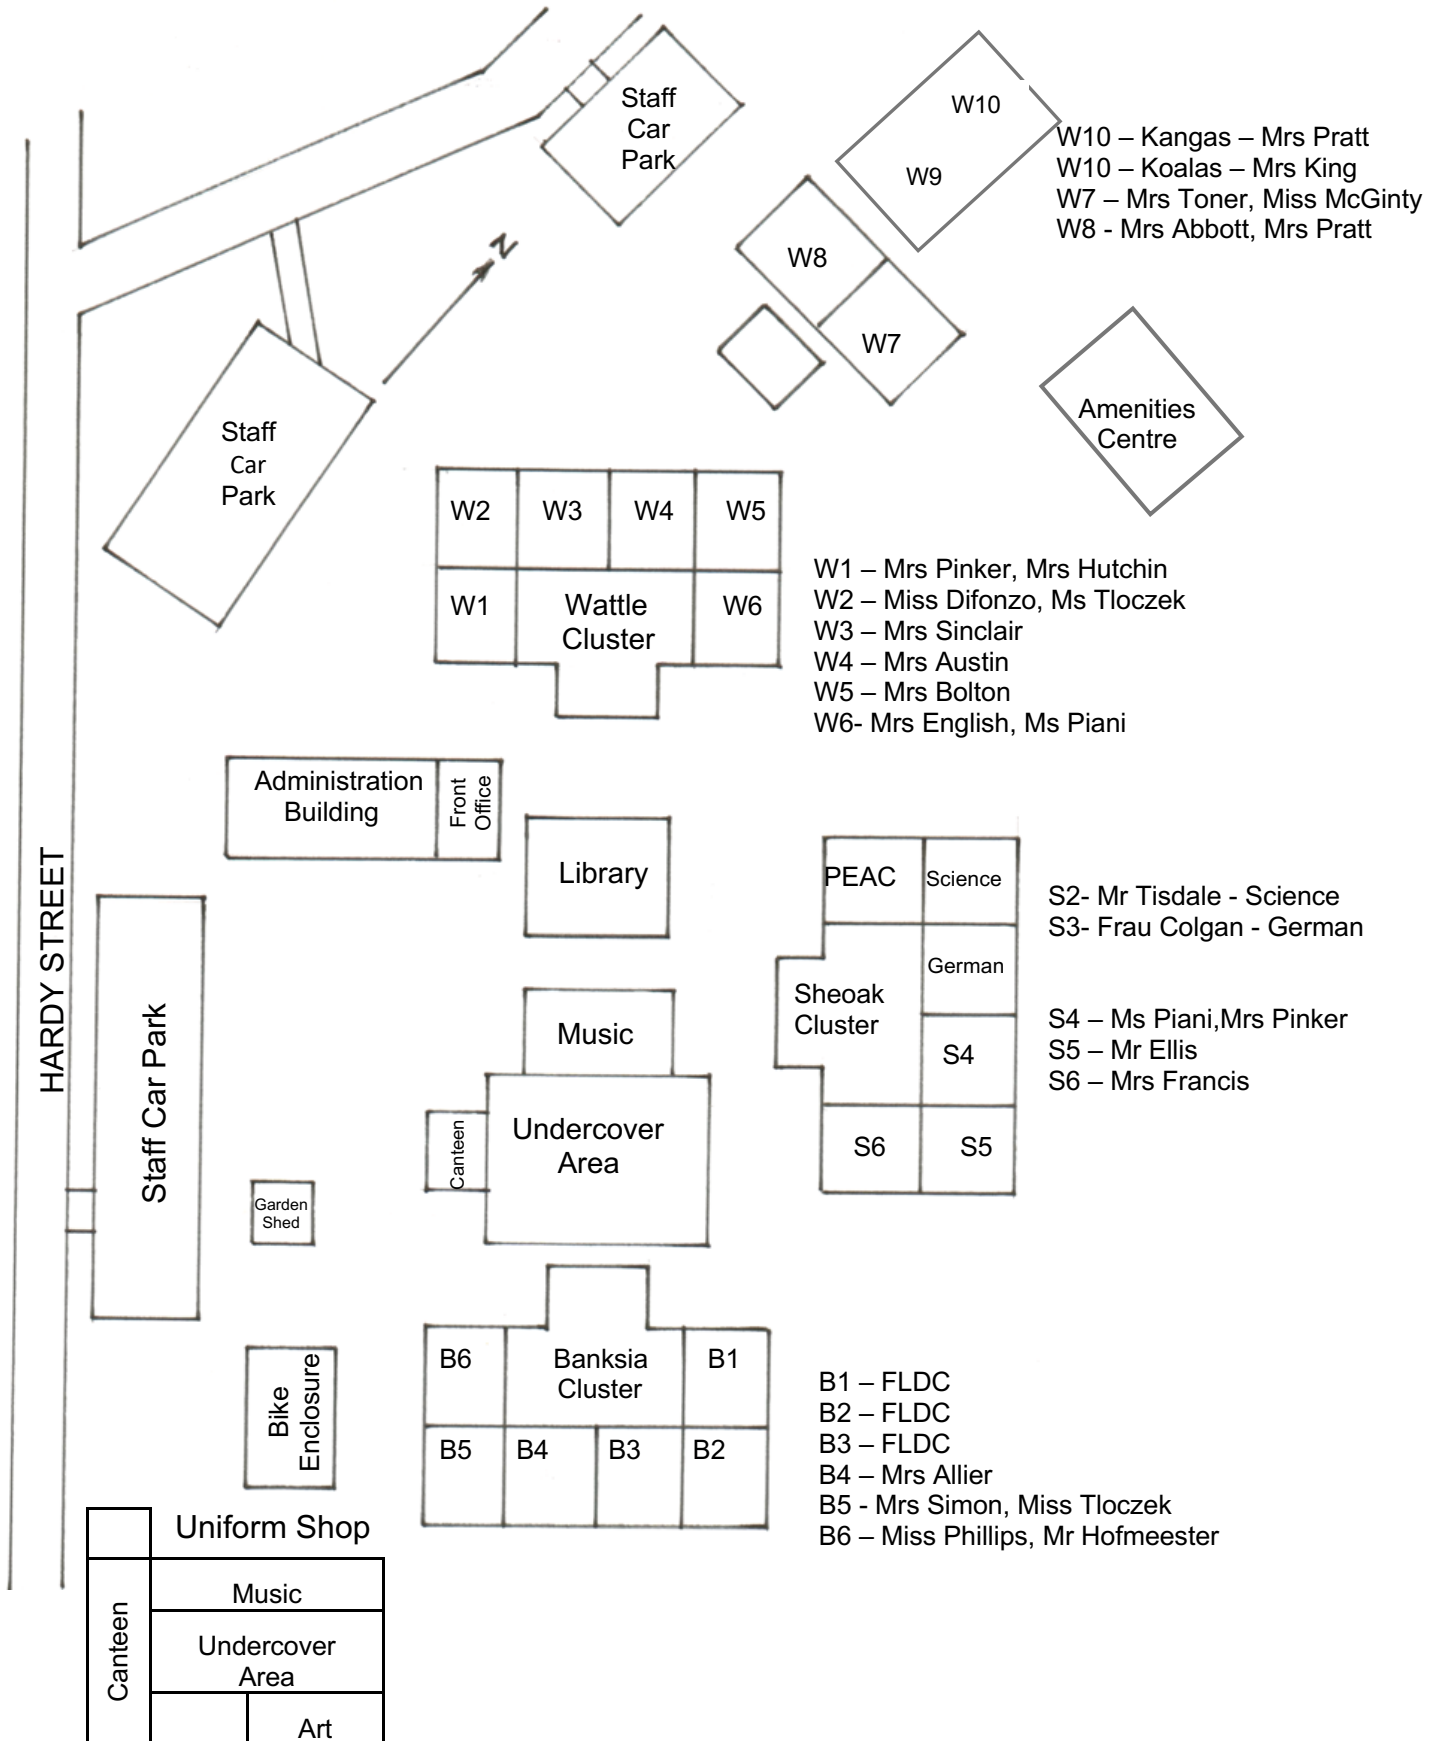 Staff
Car
Park
W10
W9
W10 – Kangas – Mrs Pratt
W10 – Koalas – Mrs King
W7 – Mrs Toner, Miss McGinty
W8 - Mrs Abbott, Mrs Pratt
N
W8
W7
Amenities
Centre
Staff
Car
Park
W2
W3
W4
W5
W1
Wattle
Cluster
W6
W1 – Mrs Pinker, Mrs Hutchin
W2 – Miss Difonzo, Ms Tloczek
W3 – Mrs Sinclair
W4 – Mrs Austin
W5 – Mrs Bolton
W6- Mrs English, Ms Piani
Administration
Building
Front
Office
Library
HARDY STREET
Staff Car Park
PEAC
Science
German
Sheoak
Cluster
S4
S6
S5
S2- Mr Tisdale - Science
S3- Frau Colgan - German
S4 – Ms Piani,Mrs Pinker
S5 – Mr Ellis
S6 – Mrs Francis
Music
Canteen
Undercover
Area
Garden
Shed
Bike
Enclosure
B6
Banksia
Cluster
B1
B5
B4
B3
B2
B1 – FLDC
B2 – FLDC
B3 – FLDC
B4 – Mrs Allier
B5 - Mrs Simon, Miss Tloczek
B6 – Miss Phillips, Mr Hofmeester
Uniform Shop
Canteen
Music
Undercover
Area
Art